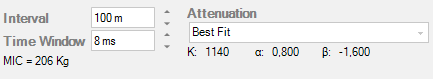 Interval 100 m
Time Window 8 ms
MIC = 206 Kg
Attenuation
Best Fit
K: 1140 α: 0,800 β: -1,600